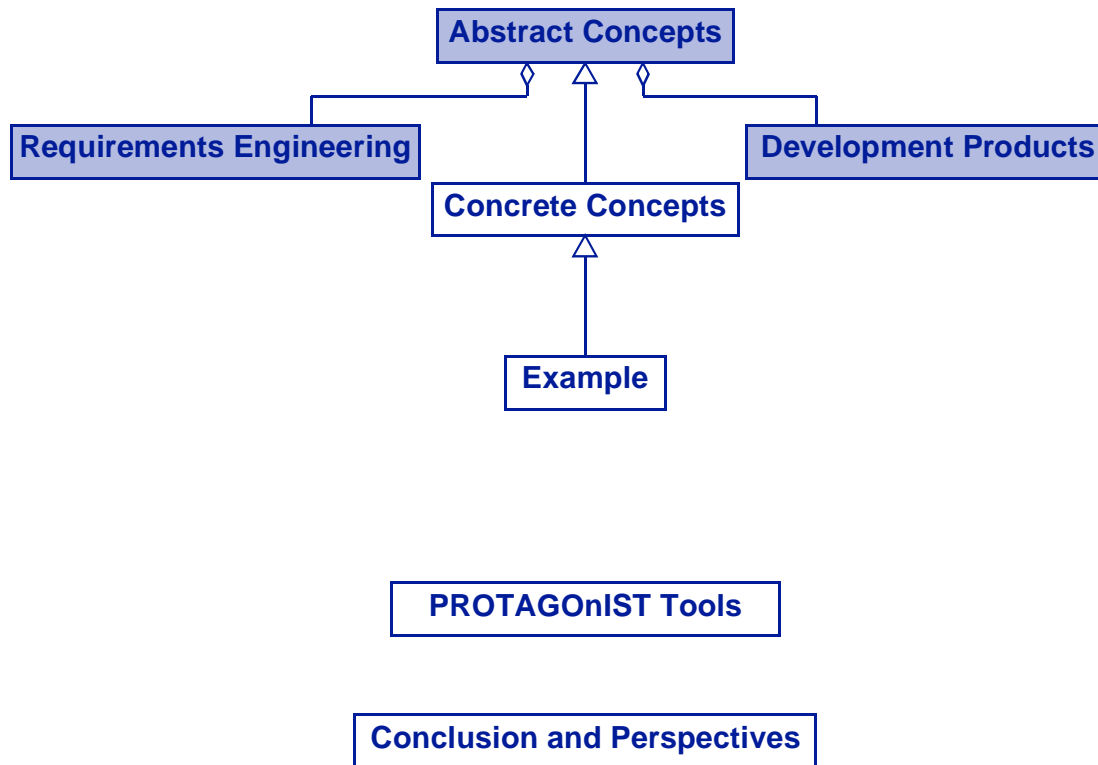 Abstract Concepts
Requirements Engineering
Development Products
Concrete Concepts
Example
PROTAGOnIST Tools
Conclusion and Perspectives